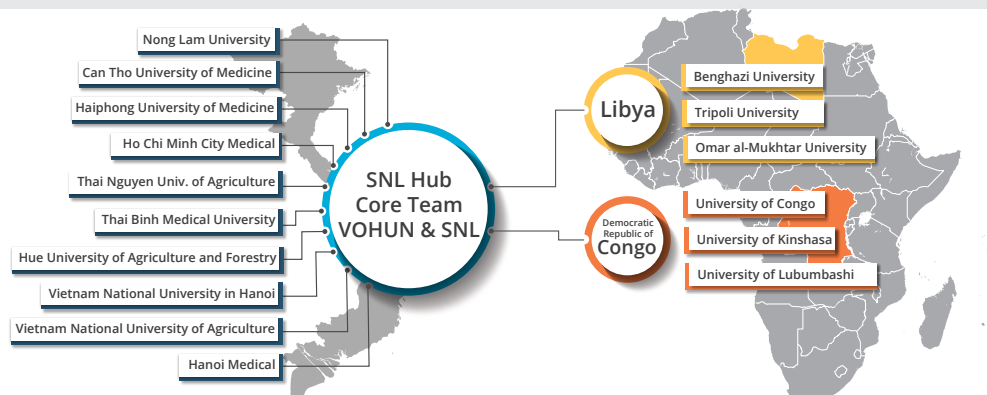 Nong Lam University
Can Tho University of Medicine
Haiphong University of Medicine
Ho Chi Minh City Medical
Thai Nguyen Univ. of Agriculture
Thai Binh Medical University
Hue University of Agriculture and Forestry
Vietnam National University in Hanoi
Vietnam National University of Agriculture
Hanoi Medical
SNL Hub
Core Team
VOHUN & SNL
Libya
Benghazi University
Tripoli University
Omar al-Mukhtar University
Democratic
Republic of
Congo
University of Congo
University of Kinshasa
University of Lubumbashi